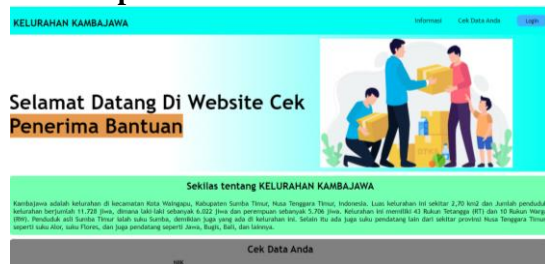 KELURAHAN KAMBAJAWA
Informasi Cek Data Anda Login
Selamat Datang Di Website Cek
Penerima Bantuan
Sekilas tentang KELURAHAN KAMBAJAWA
Kambajawa adalah kelurahan di kecamatan Kota Waingapu, Kabupaten Sumba Timur, Nusa Tenggara Timur, Indonesia. Luas kelurahan ini sekitar 2,70 km2 dan Jumlah penduduk
kelurahan berjumlah 11.728 jiwa, dimana laki-laki sebanyak 6.022 jiwa dan perempuan sebanyak 5.706 jiwa. Kelurahan ini memiliki 43 Rukun Tetangga (RT) dan 10 Rukun Warga
(RW). Penduduk asli Sumba Timur ialah suku Sumba, demikian juga yang ada di kelurahan ini. Selain itu ada juga suku pendatang lain dari sekitar provinsi Nusa Tenggara Timur
seperti suku Alor, suku Flores, dan juga pendatang seperti Jawa, Bugis, Bali, dan lainnya.
Cek Data Anda